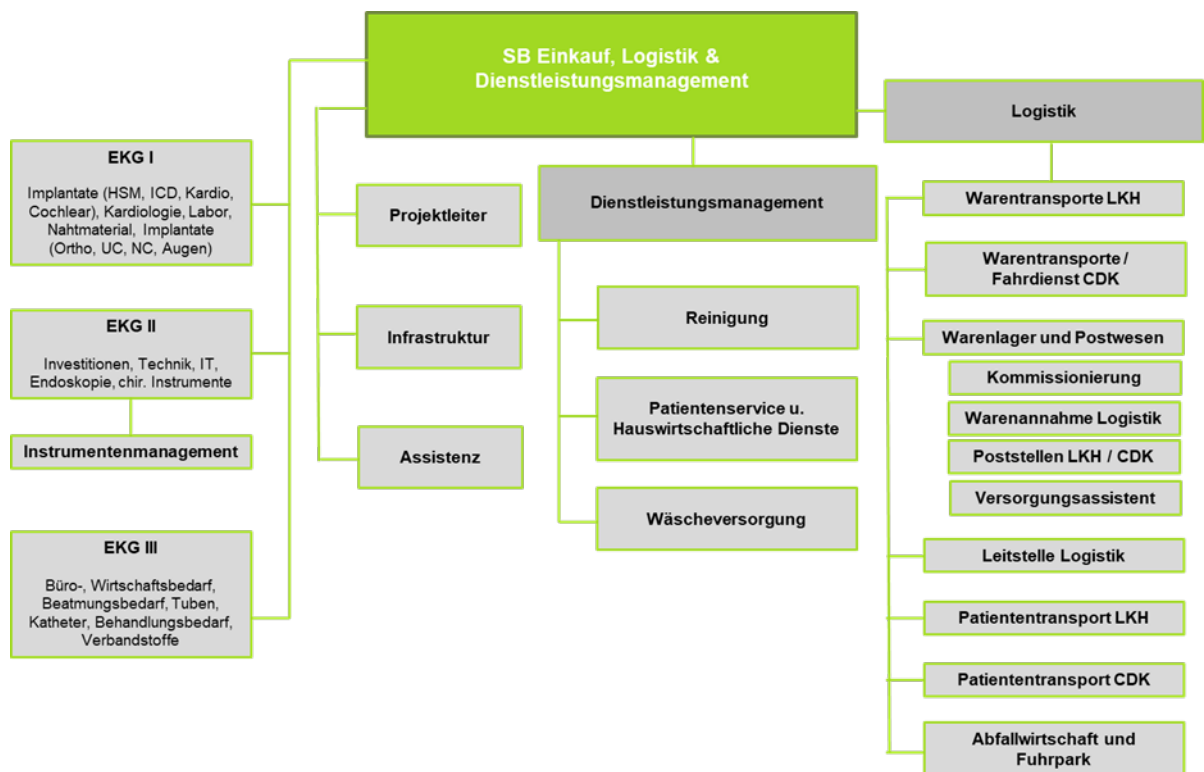 SB Einkauf, Logistik &
Dienstleistungsmanagement
EKG I
Implantate (HSM, ICD, Kardio,
Cochlear), Kardiologie, Labor,
Nahtmaterial, Implantate
(Ortho, UC, NC, Augen)
EKG II
Investitionen, Technik, IT,
Endoskopie, chir. Instrumente
Instrumentenmanagement
EKG III
Büro-, Wirtschaftsbedarf,
Beatmungsbedarf, Tuben,
Katheter, Behandlungsbedarf,
Verbandstoffe
Projektleiter
Infrastruktur
Assistenz
Dienstleistungsmanagement
Reinigung
Patientenservice u.
Hauswirtschaftliche Dienste
Wäscheversorgung
Logistik
Warentransporte LKH
Warentransporte /
Fahrdienst CDK
Warenlager und Postwesen
Kommissionierung
Warenannahme Logistik
Poststellen LKH / CDK
Versorgungsassistent
Leitstelle Logistik
Patiententransport LKH
Patiententransport CDK
Abfallwirtschaft und
Fuhrpark